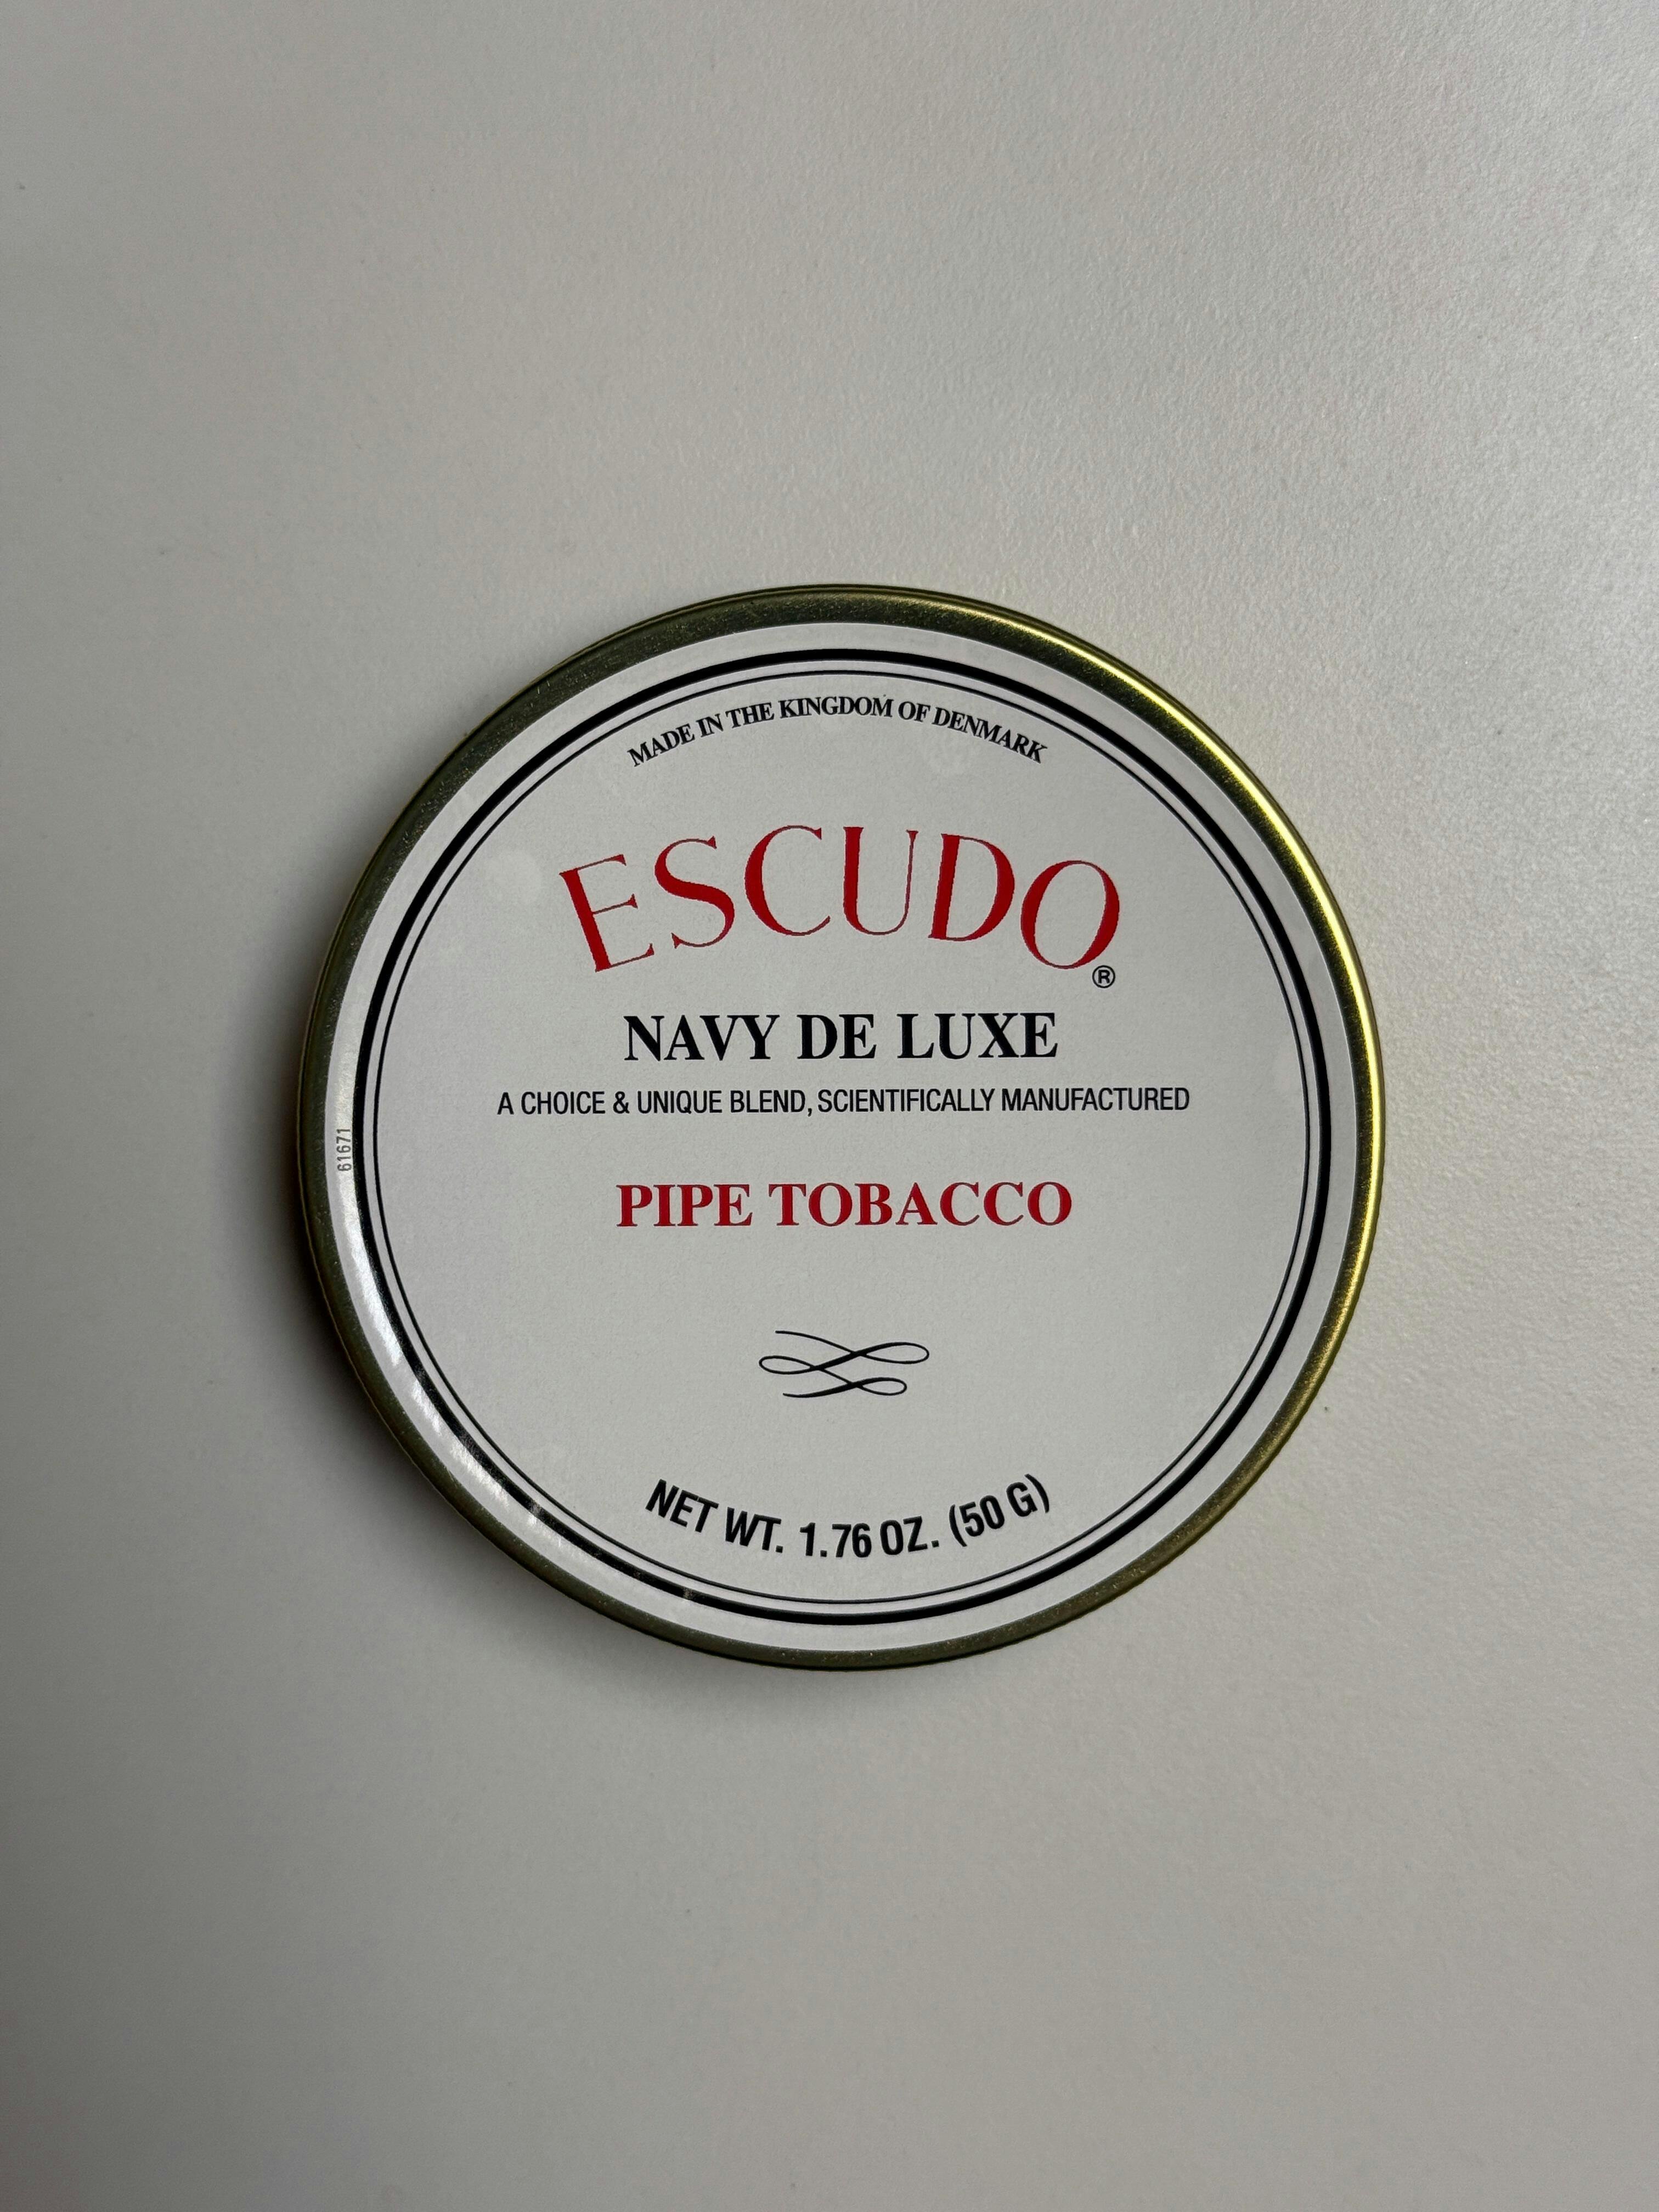 MADE IN THE KINGDOM OF DENMARK
ESCUDO®
NAVY DE LUXE
A CHOICE & UNIQUE BLEND, SCIENTIFICALLY MANUFACTURED
PIPE TOBACCO
NET WT. 1.76 OZ. (50 G)
61671